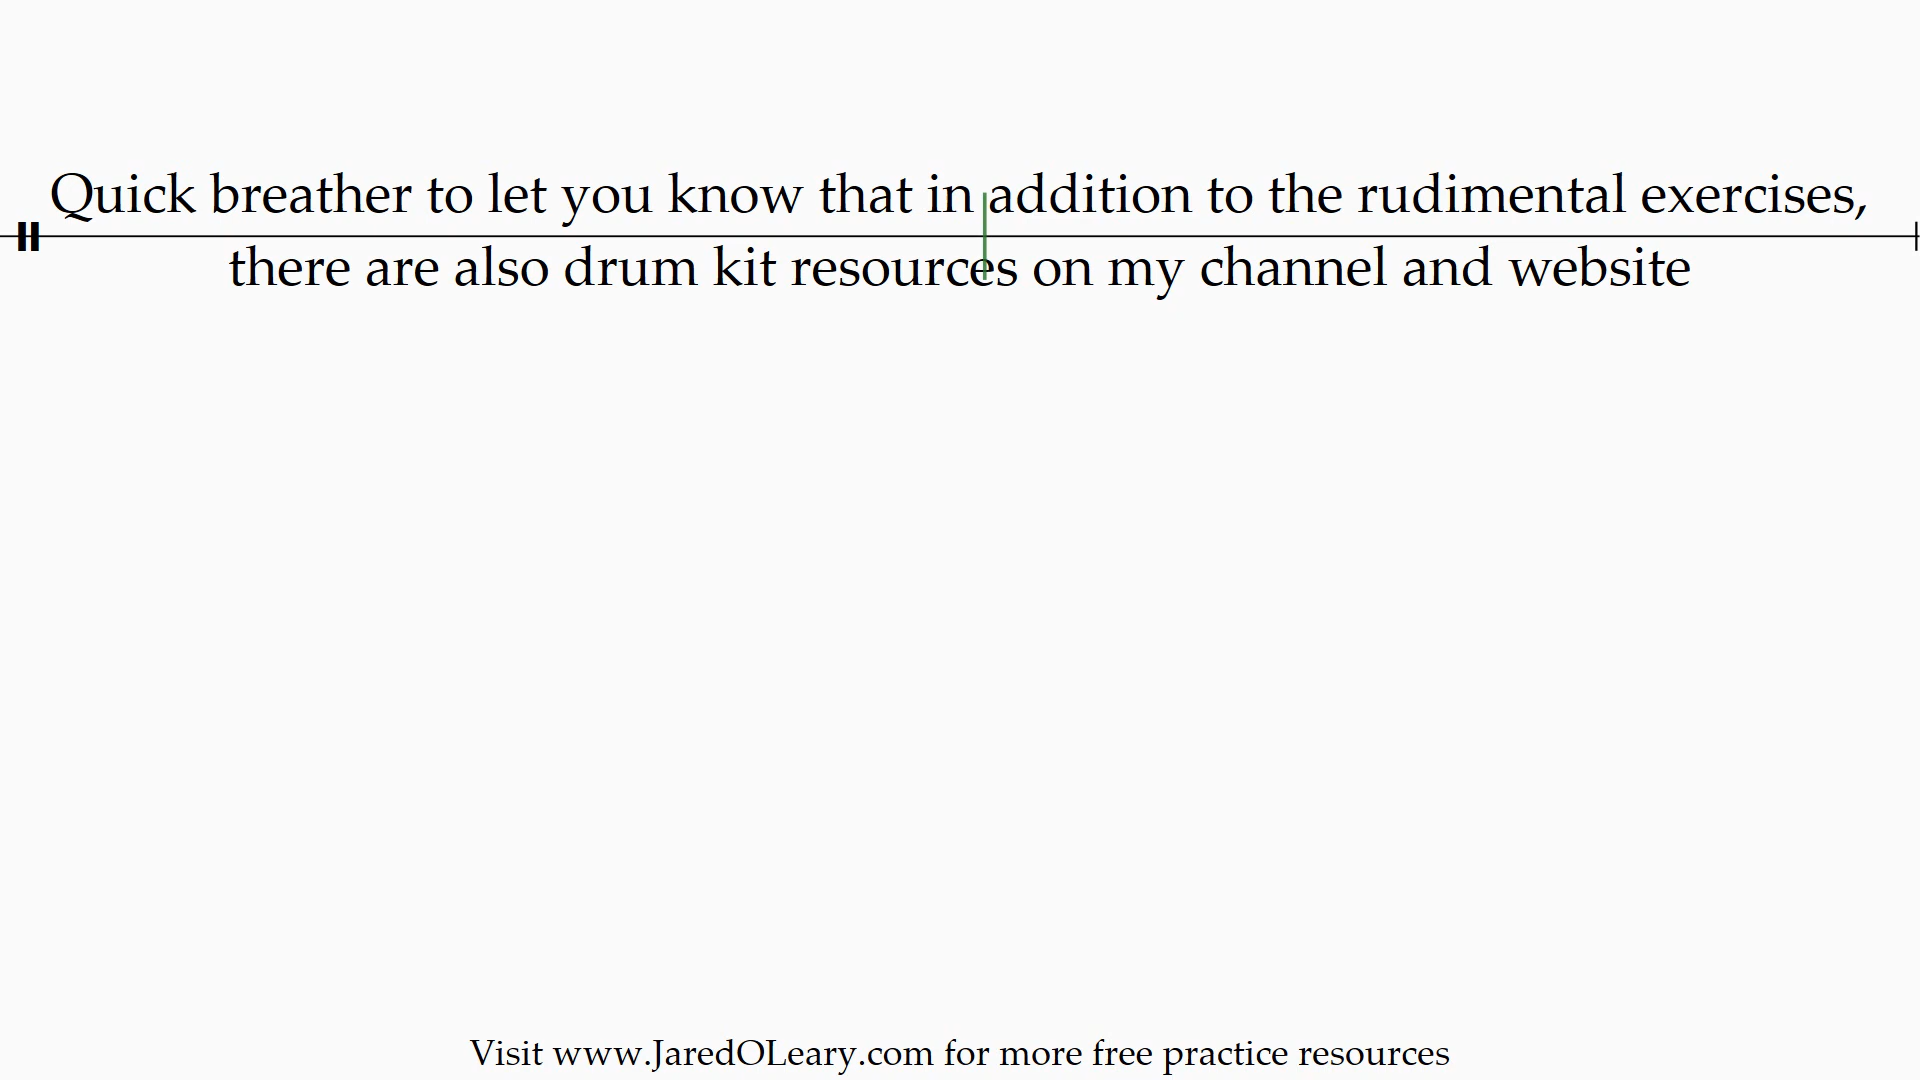 Quick breather to let you know that in addition to the rudimental exercises,
there are also drum kit resources on my channel and website
Visit www.JaredOLeary.com for more free practice resources